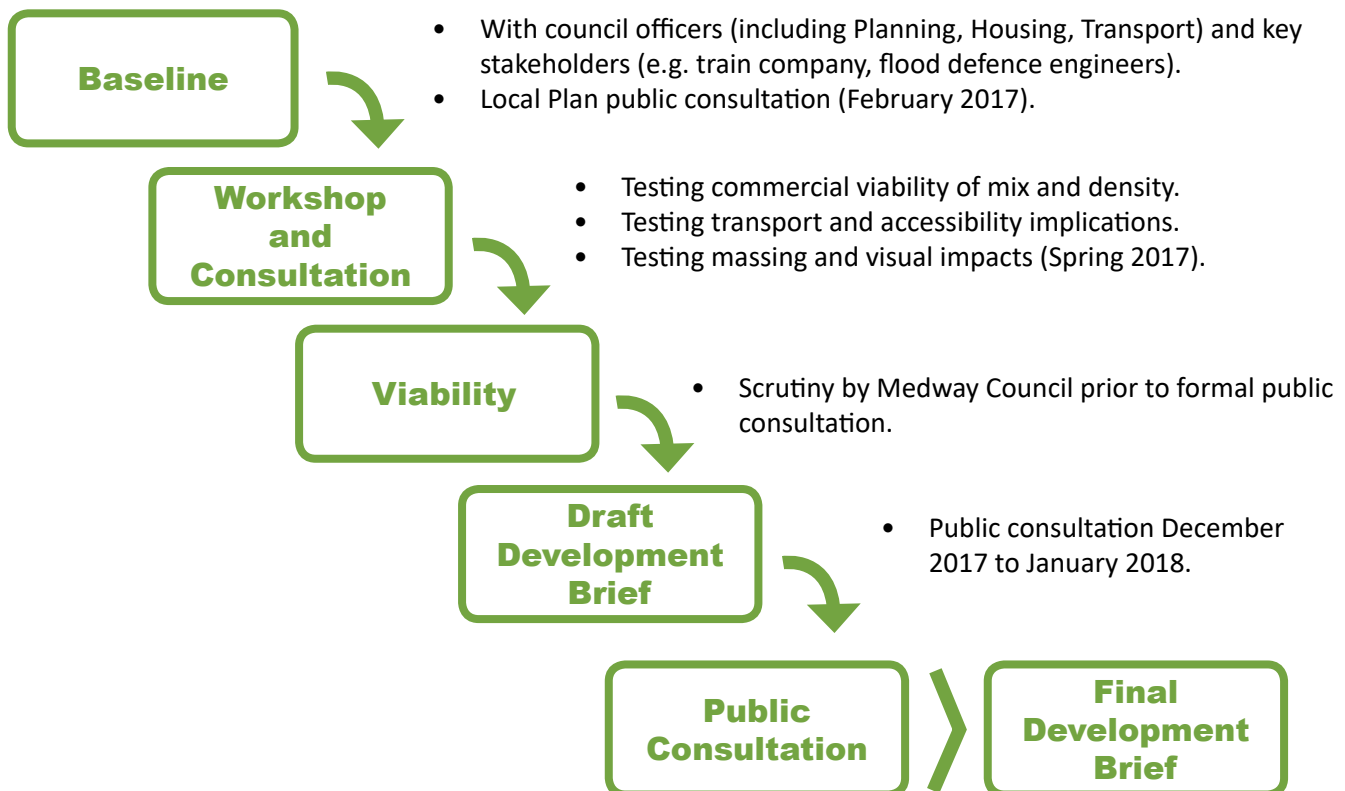 Baseline
• With council officers (including Planning, Housing, Transport) and key
stakeholders (e.g. train company, flood defence engineers).
• Local Plan public consultation (February 2017).
Workshop
and
Consultation
• Testing commercial viability of mix and density.
• Testing transport and accessibility implications.
• Testing massing and visual impacts (Spring 2017).
Viability
• Scrutiny by Medway Council prior to formal public
consultation.
Draft
Development
Brief
• Public consultation December
2017 to January 2018.
Public
Consultation
Final
Development
Brief